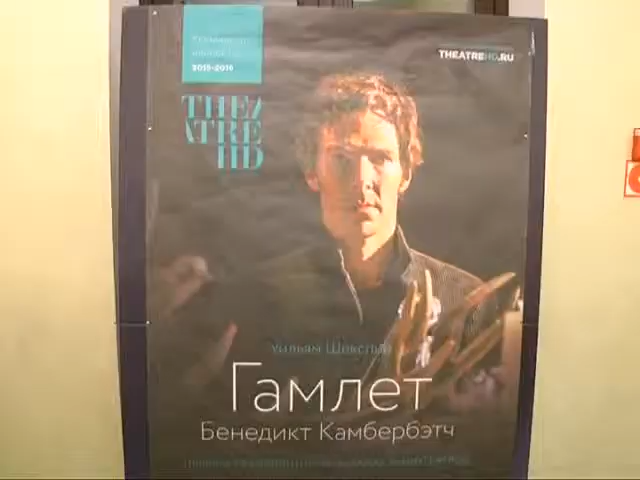 2015-2016
THEATREHD.RU
THEA
TRE
HD
Уильям Шекспир
Гамлет
Бенедикт Камбербэтч